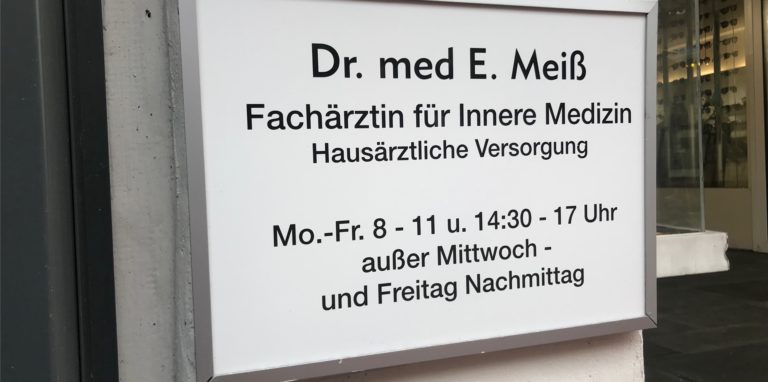 Dr. med E. Meiß
Fachärztin für Innere Medizin
Hausärztliche Versorgung
Mo.-Fr. 8 - 11 u. 14:30 - 17 Uhr
außer Mittwoch -
und Freitag Nachmittag